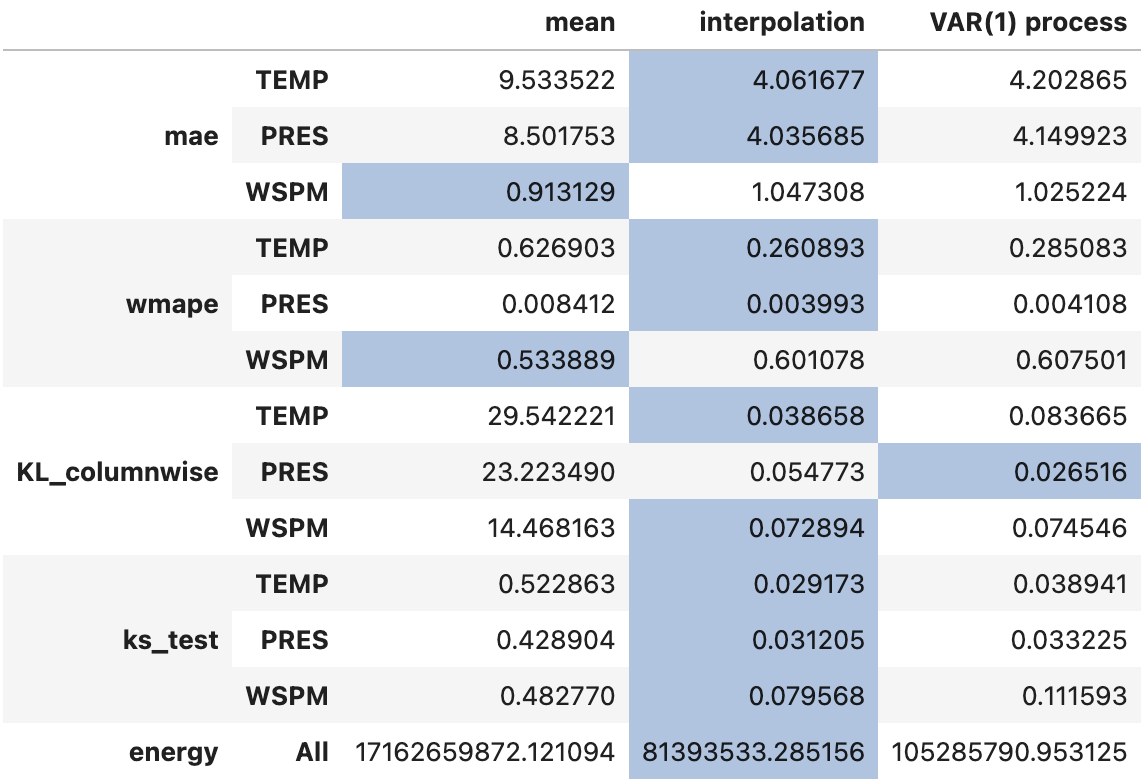 mean interpolation VAR(1) process
TEMP 9.533522 4.061677 4.202865
mae PRES 8.501753 4.035685 4.149923
WSPM 0.913129 1.047308 1.025224
TEMP 0.626903 0.260893 0.285083
wmape PRES 0.008412 0.003993 0.004108
WSPM 0.533889 0.601078 0.607501
TEMP 29.542221 0.038658 0.083665
KL_columnwise PRES 23.223490 0.054773 0.026516
WSPM 14.468163 0.072894 0.074546
TEMP 0.522863 0.029173 0.038941
ks_test PRES 0.428904 0.031205 0.033225
WSPM 0.482770 0.079568 0.111593
energy All 17162659872.121094 81393533.285156 105285790.953125